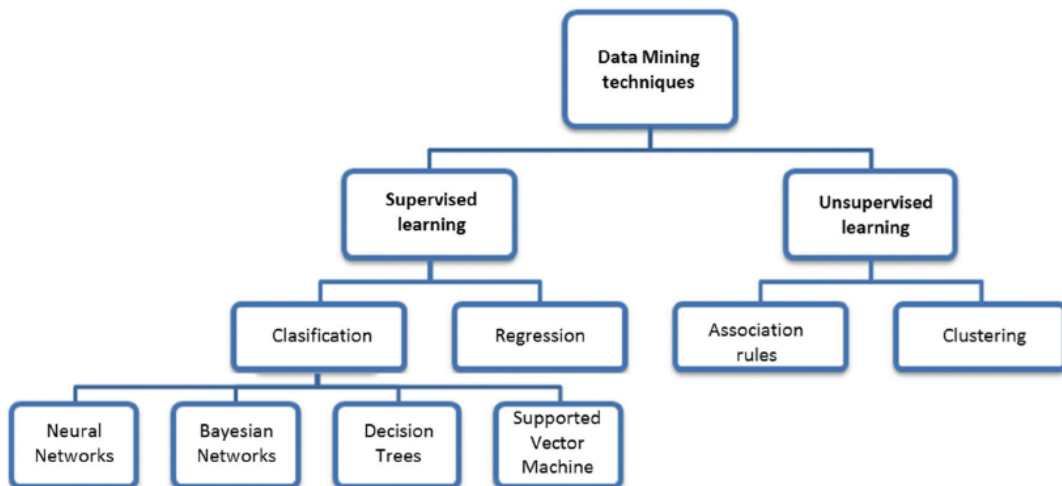 Data Mining
techniques
Supervised
learning
Unsupervised
learning
Clasification
Regression
Association
rules
Clustering
Neural
Networks
Bayesian
Networks
Decision
Trees
Supported
Vector
Machine